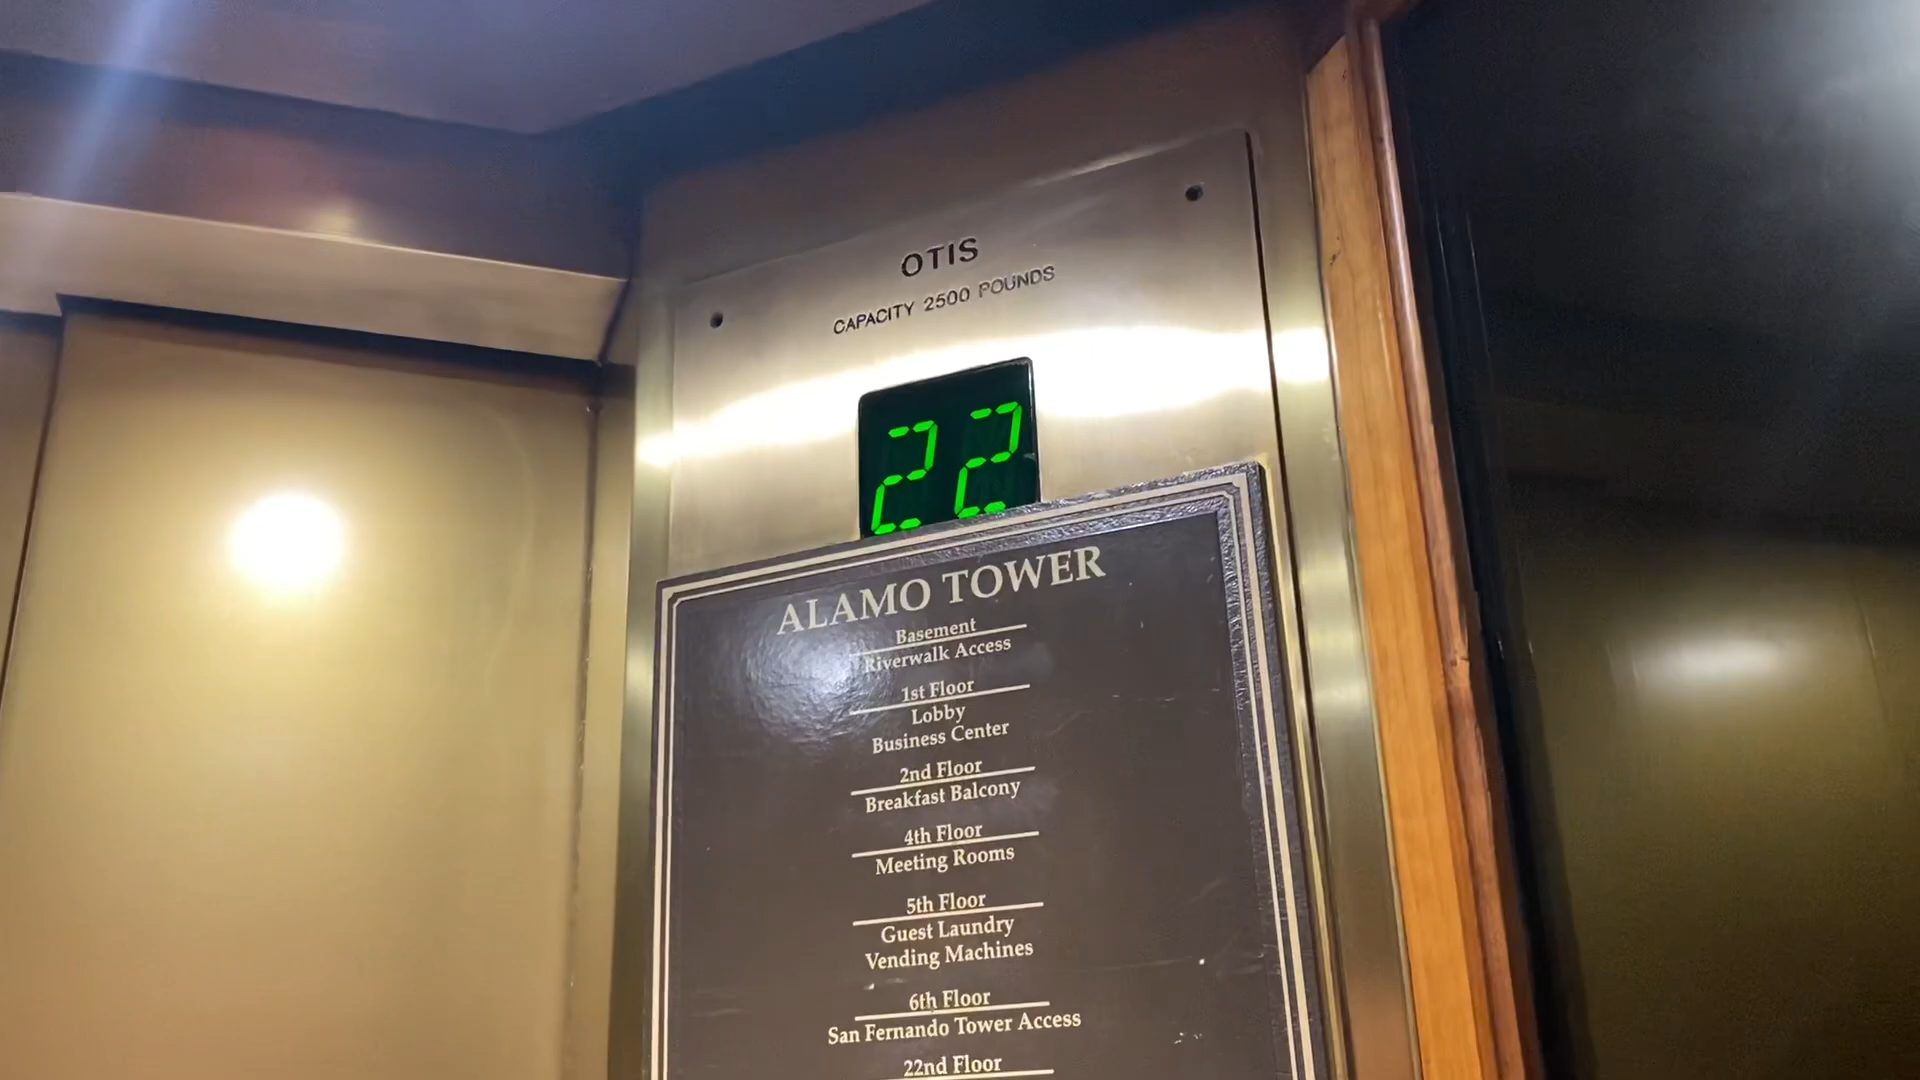 OTIS
CAPACITY 2500 POUNDS
22
ALAMO TOWER
Basement
Riverwalk Access
1st Floor
Lobby
Business Center
2nd Floor
Breakfast Balcony
4th Floor
Meeting Rooms
5th Floor
Guest Laundry
Vending Machines
6th Floor
San Fernando Tower Access
22nd Floor